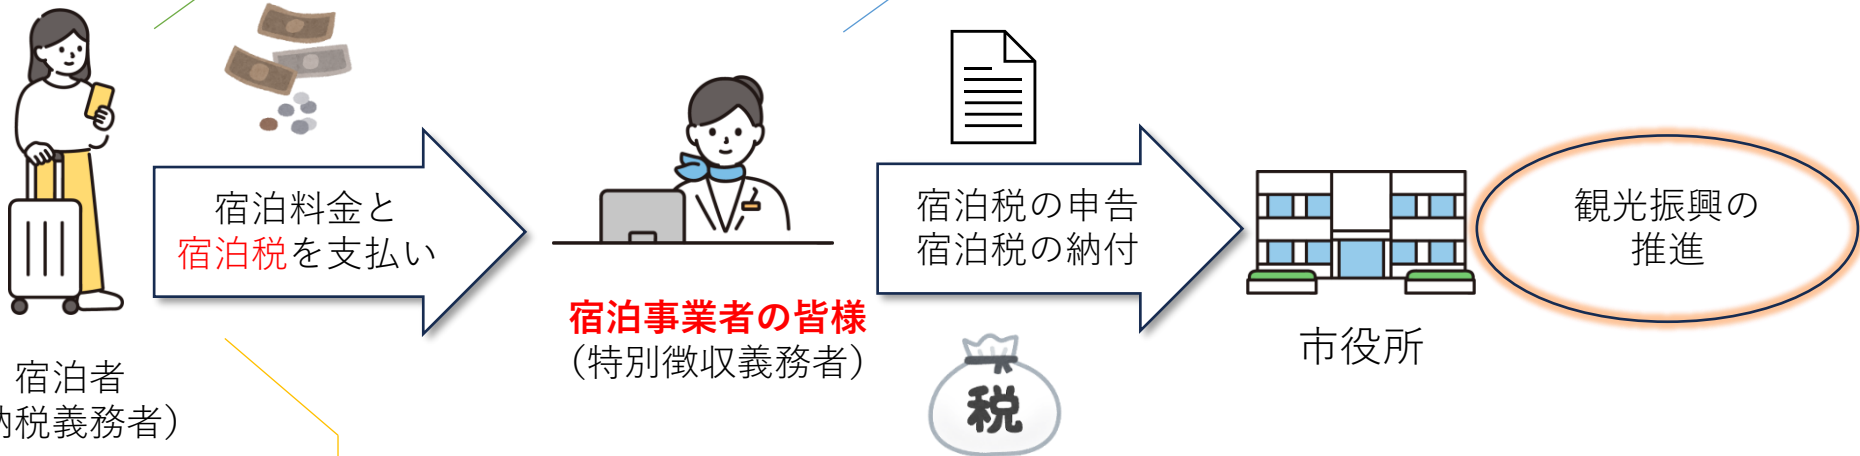 宿泊料金と
宿泊税を支払い
宿泊者
納税義務者）
宿泊事業者の皆様
（特別徴収義務者）
宿泊税の申告
宿泊税の納付
税
市役所
観光振興の
推進